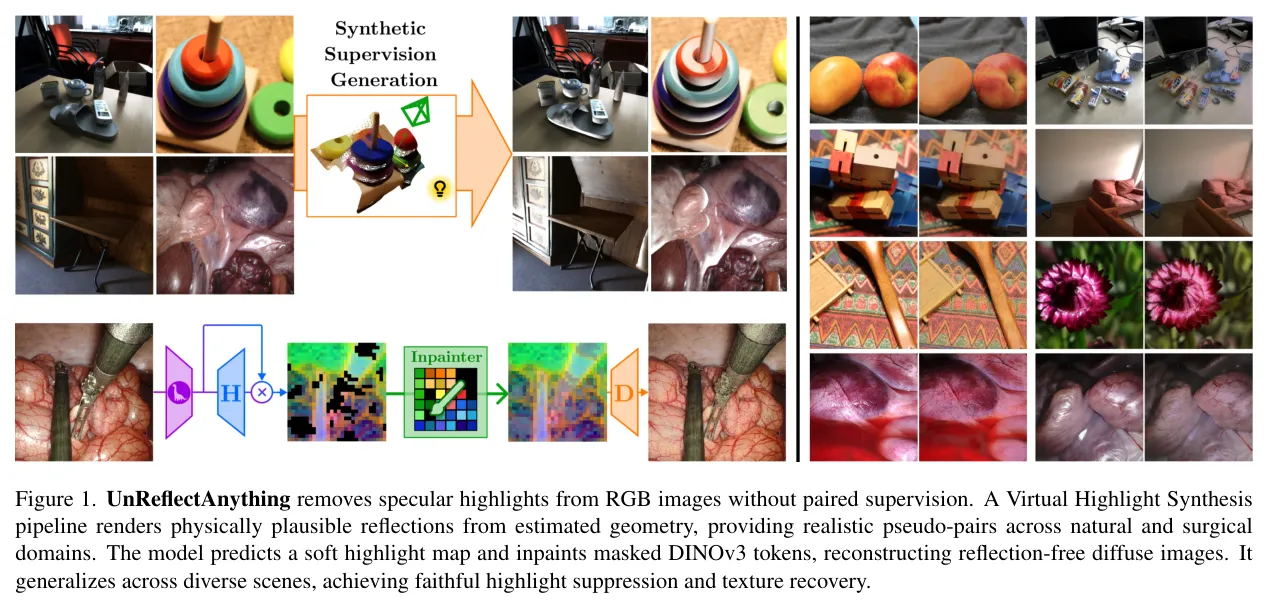 Synthetic
Supervision
Generation
H
×
Inpainter
D
Figure 1. UnReflectAnything removes specular highlights from RGB images without paired supervision. A Virtual Highlight Synthesis
pipeline renders physically plausible reflections from estimated geometry, providing realistic pseudo-pairs across natural and surgical
domains. The model predicts a soft highlight map and inpaints masked DINOv3 tokens, reconstructing reflection-free diffuse images. It
generalizes across diverse scenes, achieving faithful highlight suppression and texture recovery.